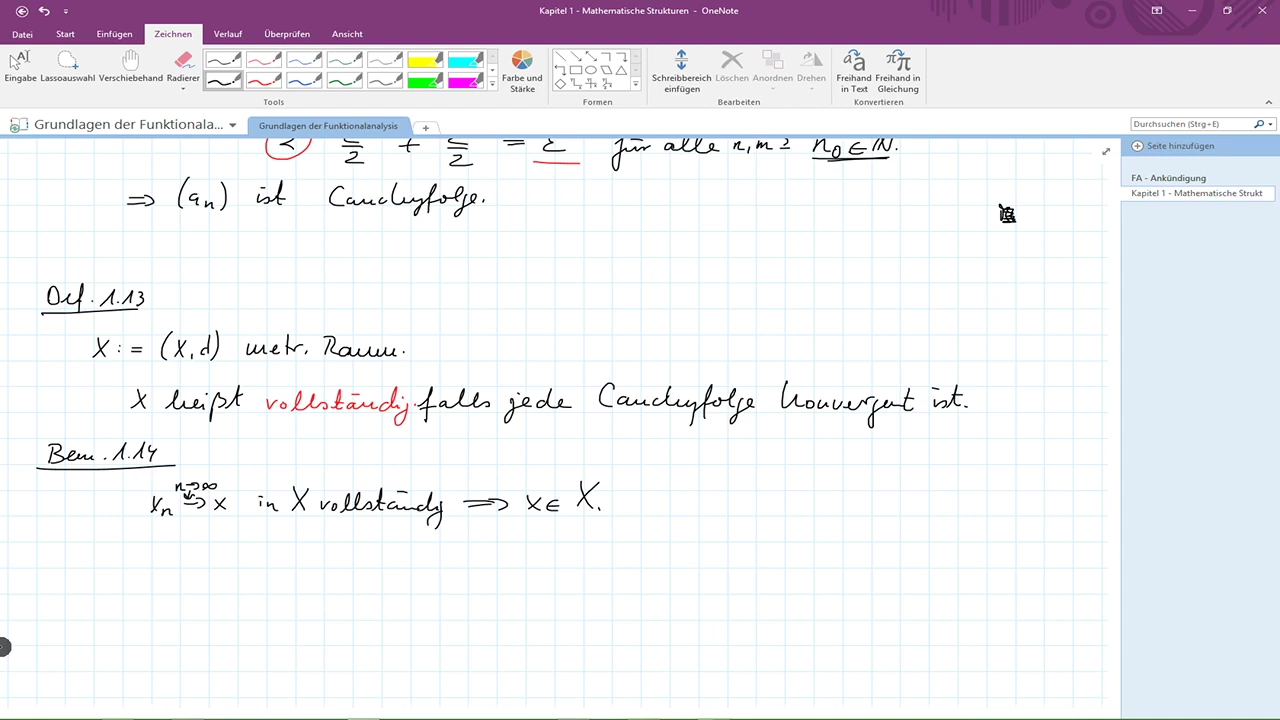 Kapitel 1 - Mathematische Strukturen - OneNote
Datei Start Einfügen Zeichnen Verlauf Überprüfen Ansicht
Eingabe Lassoauswahl Verschiebehand Radierer
Farbe und Stärke
Schreibbereich einfügen
Löschen Anordnen Drehen
Freihand in Text
Freihand in Gleichung
Tools Formen Bearbeiten Konvertieren
Grundlagen der Funktionala...
Grundlagen der Funktionalanalysis
Durchsuchen (Strg+E)
Seite hinzufügen
FA - Ankündigung
Kapitel 1 - Mathematische Strukt
< ε/2 + ε/2 = ε für alle n, m ≥ n₀ ∈ ℕ.
⇒ (aₙ) ist Cauchyfolge.
Def. 1.13
X := (X, d) metr. Raum.
X heißt vollständig, falls jede Cauchyfolge konvergent ist.
Bem. 1.14
n→∞
xₙ → x in X vollständig ⟹ x ∈ X.